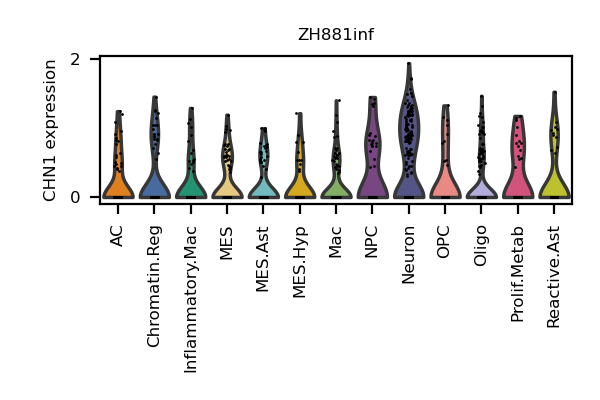 ZH881inf
CHN1 expression
2
0
AC
Chromatin.Reg
Inflammatory.Mac
MES
MES.Ast
MES.Hyp
Mac
NPC
Neuron
OPC
Oligo
Prolif.Metab
Reactive.Ast